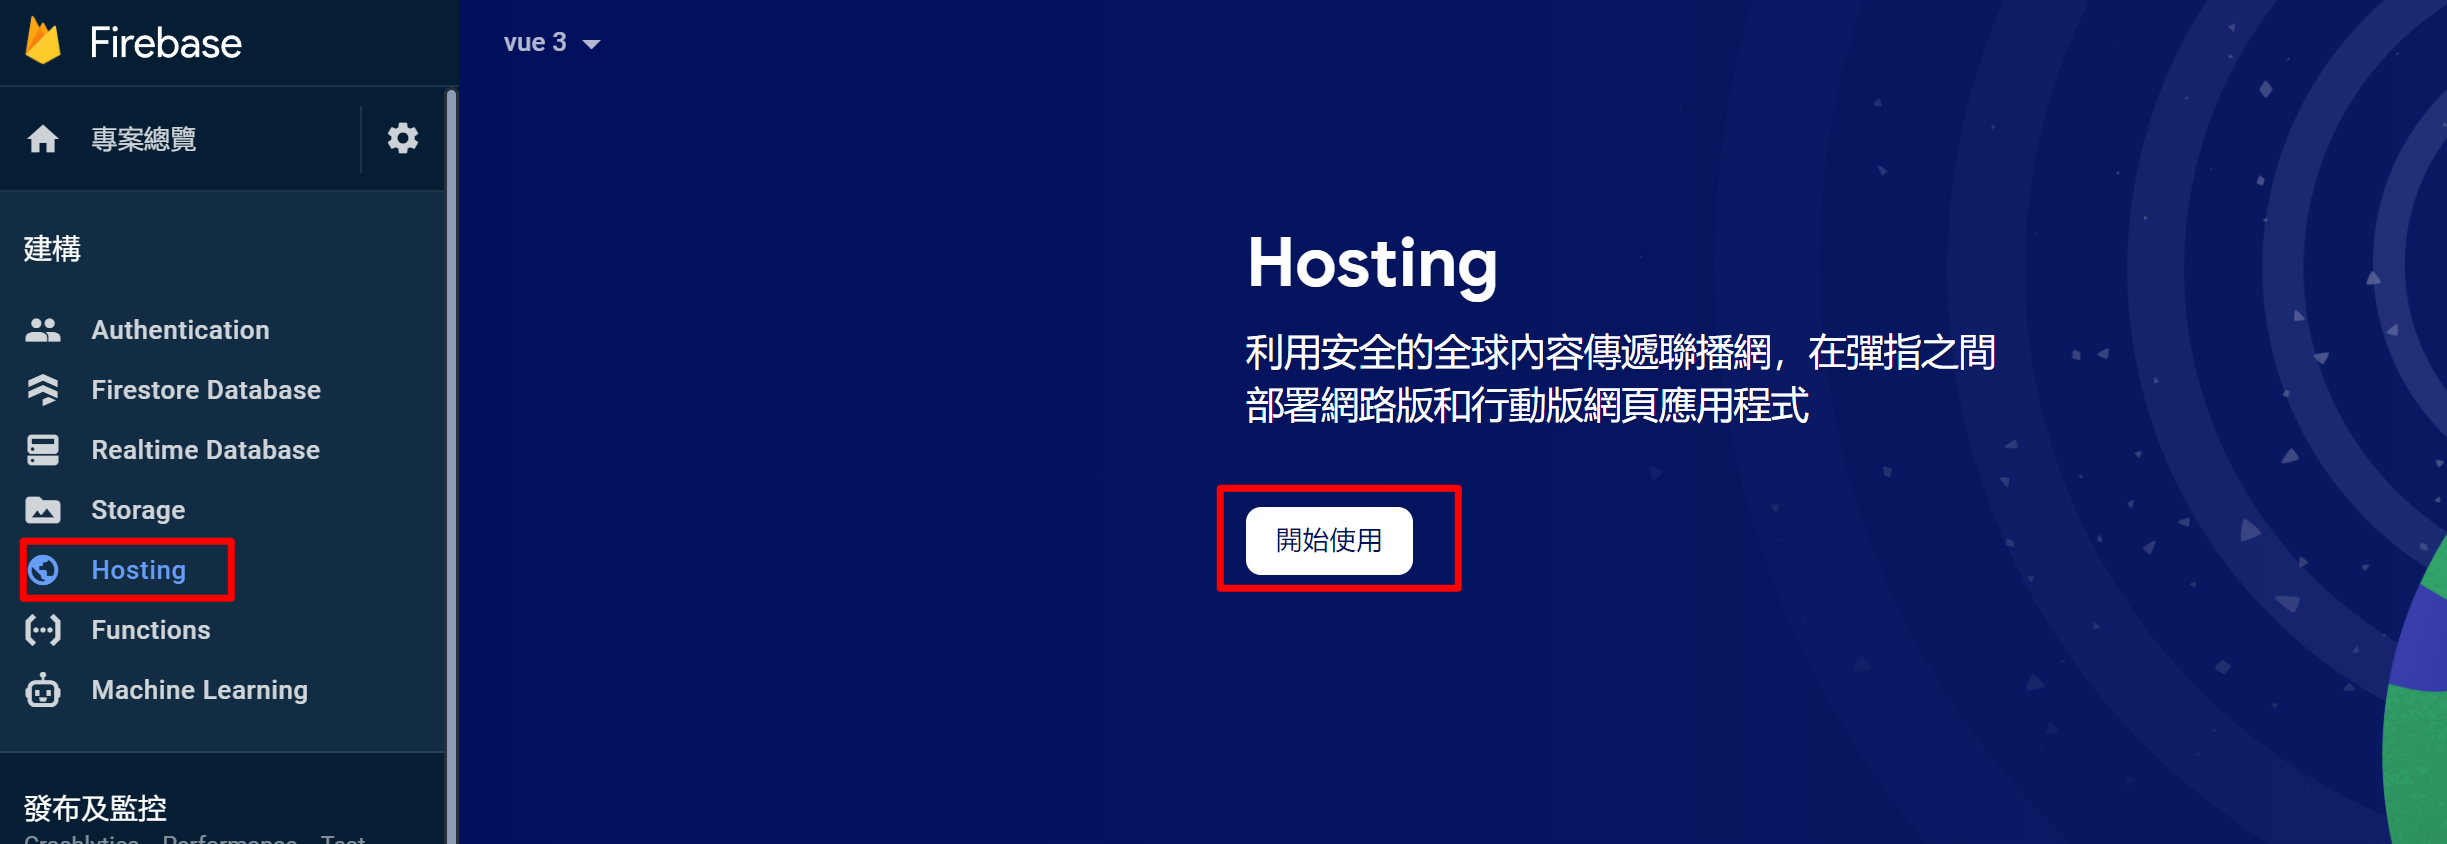 Firebase
vue 3
專案總覽
建構
Authentication
Firestore Database
Realtime Database
Storage
Hosting
Functions
Machine Learning
發布及監控
Crashlytics Performance Test
Hosting
利用安全的全球內容傳遞聯播網，在彈指之間
部署網路版和行動版網頁應用程式
開始使用